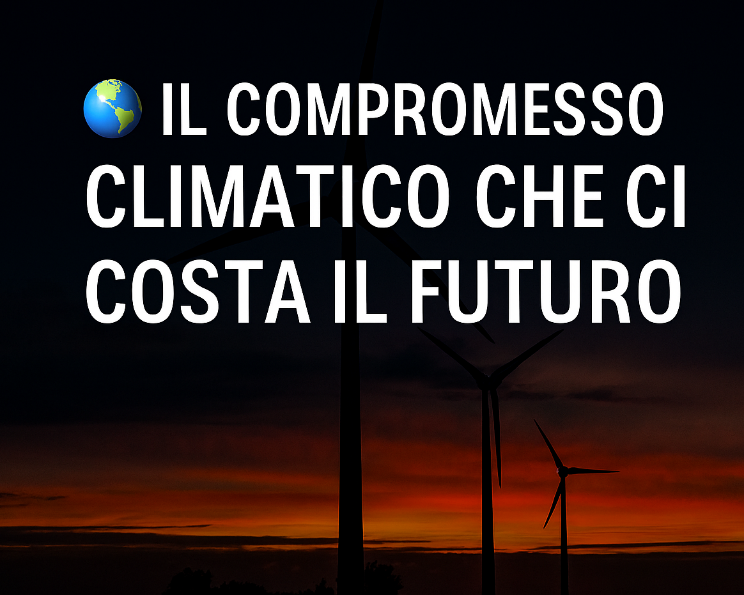 🌎 IL COMPROMESSO
CLIMATICO CHE CI
COSTA IL FUTURO